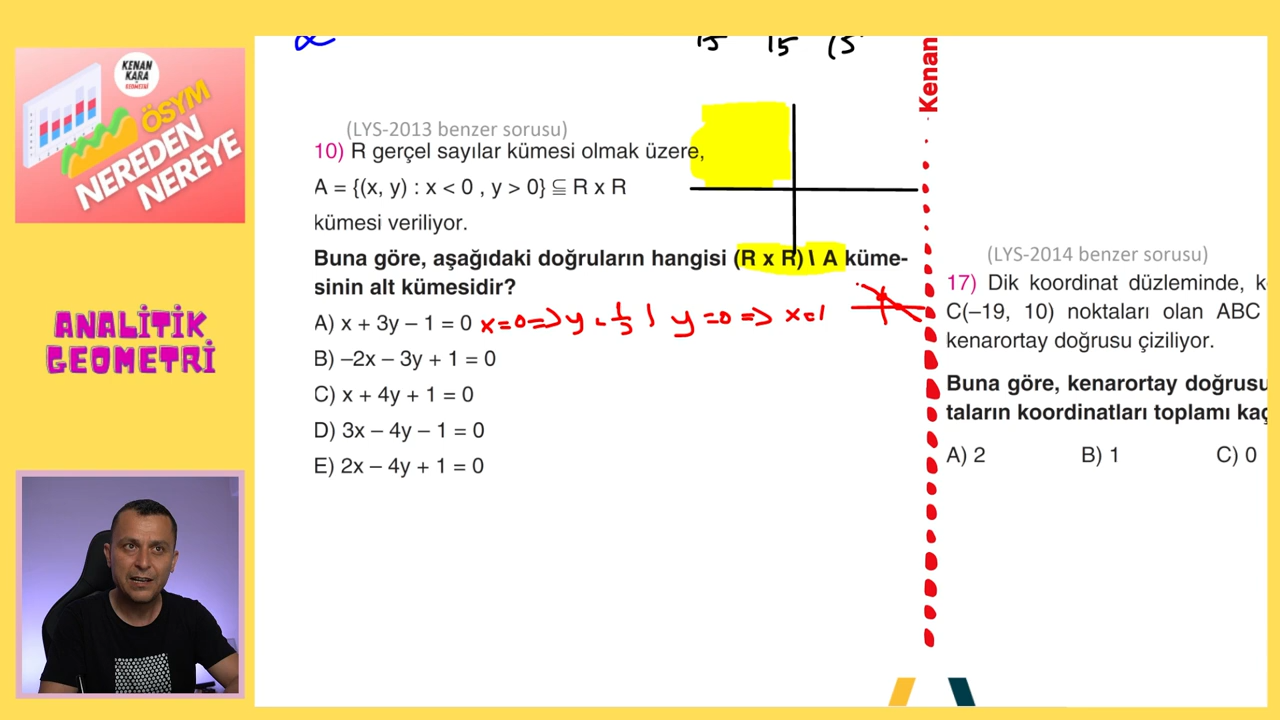 KENAN
KARA
GEOMETRİ
ÖSYM
NEREDEN
NEREYE
ANALİTİK
GEOMETRİ
15 15 15
(LYS-2013 benzer sorusu)
10) R gerçel sayılar kümesi olmak üzere,
A = {(x, y) : x < 0 , y > 0} ⊆ R x R
kümesi veriliyor.
Buna göre, aşağıdaki doğruların hangisi (R x R) \ A küme-
sinin alt kümesidir?
A) x + 3y – 1 = 0 x=0 => y = 1/3 , y=0 => x=1
B) –2x – 3y + 1 = 0
C) x + 4y + 1 = 0
D) 3x – 4y – 1 = 0
E) 2x – 4y + 1 = 0
Kenan
(LYS-2014 benzer sorusu)
17) Dik koordinat düzleminde, k
C(–19, 10) noktaları olan ABC
kenarortay doğrusu çiziliyor.
Buna göre, kenarortay doğrusu
taların koordinatları toplamı kaç
A) 2 B) 1 C) 0